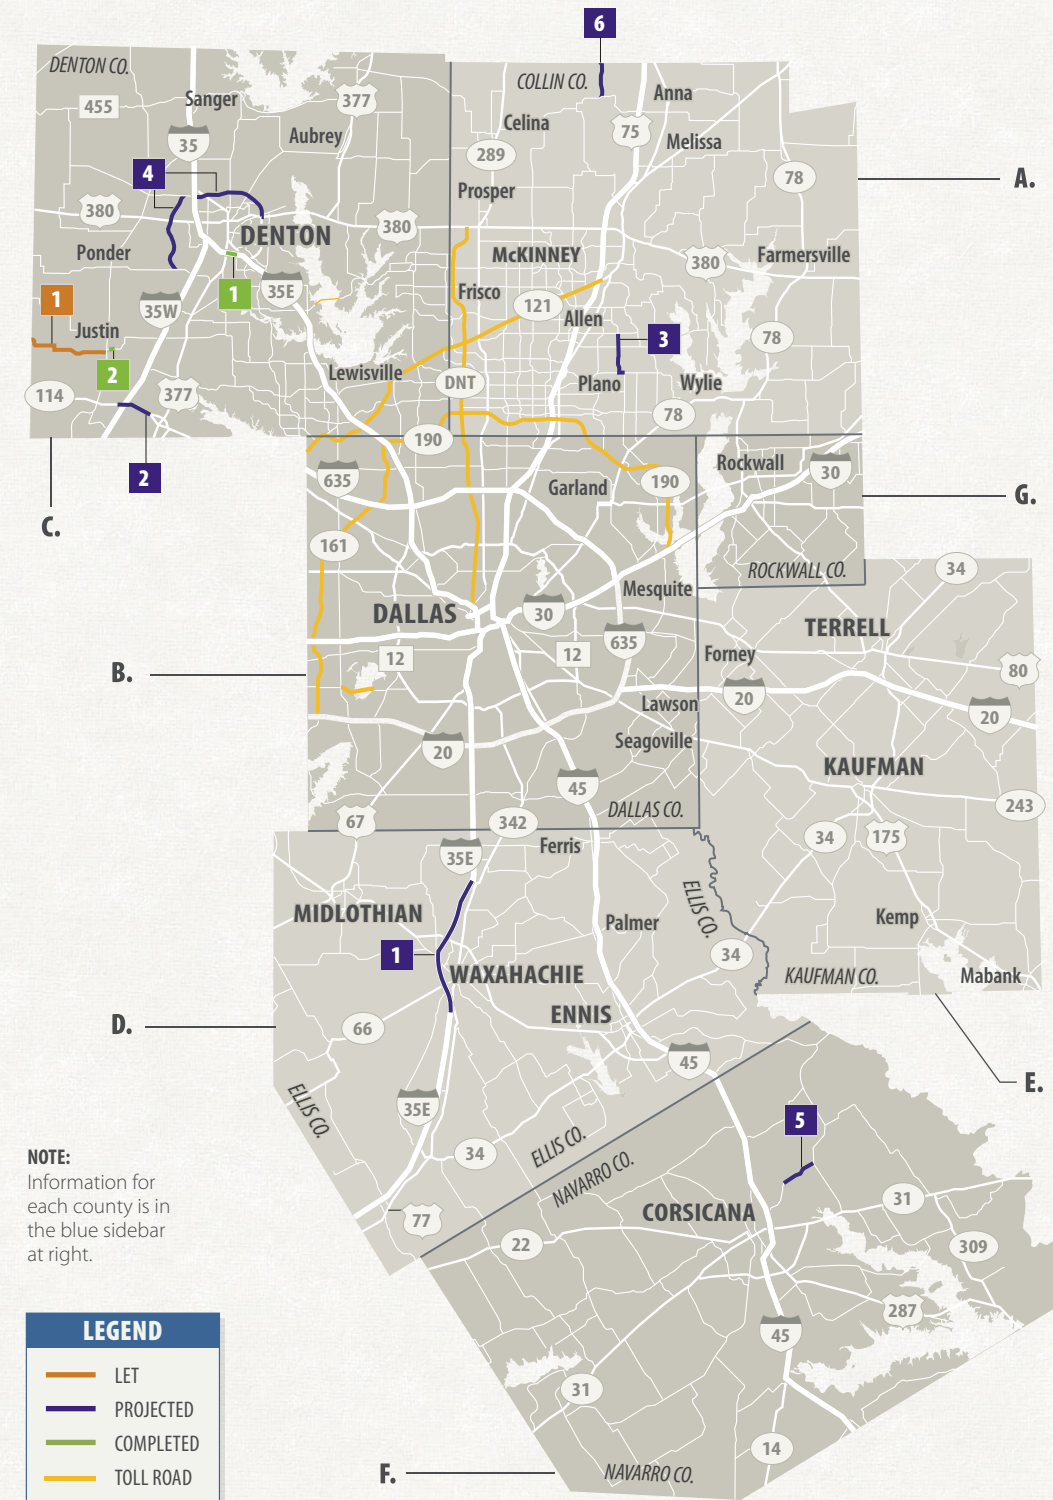 6
DENTON CO.
COLLIN CO.
455
Sanger
377
Anna
35
Aubrey
Celina
75
Melissa
289
4
78
A.
Prosper
380
380
DENTON
McKINNEY
Ponder
380
Farmersville
1
1
35E
Frisco
121
35W
Allen
Justin
3
78
2
Lewisville
DNT
Plano
Wylie
114
377
78
190
2
635
Rockwall
30
Garland
190
G.
C.
161
34
ROCKWALL CO.
Mesquite
DALLAS
30
TERRELL
635
12
12
Forney
B.
80
20
Lawson
20
Seagoville
20
KAUFMAN
45
DALLAS CO.
243
67
342
34
175
Ferris
35E
ELLIS CO.
MIDLOTHIAN
Palmer
Kemp
1
34
WAXAHACHIE
KAUFMAN CO.
Mabank
ENNIS
D.
66
45
E.
ELLIS CO.
35E
5
ELLIS CO.
34
NAVARRO CO.
NOTE:
Information for
each county is in
the blue sidebar
at right.
31
CORSICANA
77
22
309
287
LEGEND
45
LET
31
PROJECTED
COMPLETED
14
TOLL ROAD
F.
NAVARRO CO.